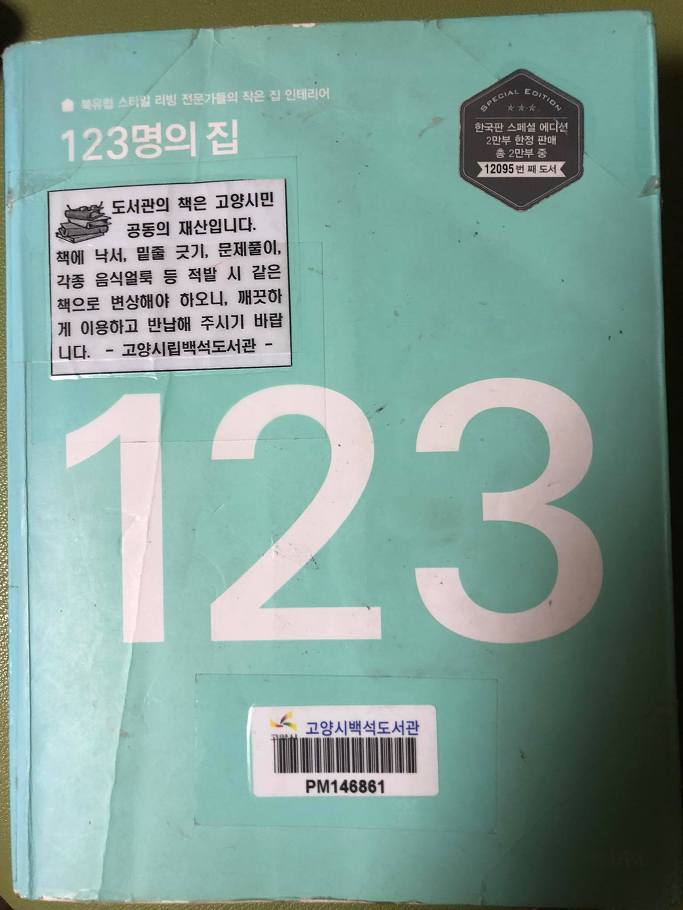 북유럽 스타일 리빙 전문가들의 작은 집 인테리어
123명의 집
SPECIAL EDITION
한국판 스페셜 에디션
2만부 한정 판매
총 2만부 중
12095번 째 도서
도서관의 책은 고양시민
공동의 재산입니다.
책에 낙서, 밑줄 긋기, 문제풀이,
각종 음식얼룩 등 적발 시 같은
책으로 변상해야 하오니, 깨끗하
게 이용하고 반납해 주시기 바랍
니다. - 고양시립백석도서관 -
123
고양시백석도서관
PM146861